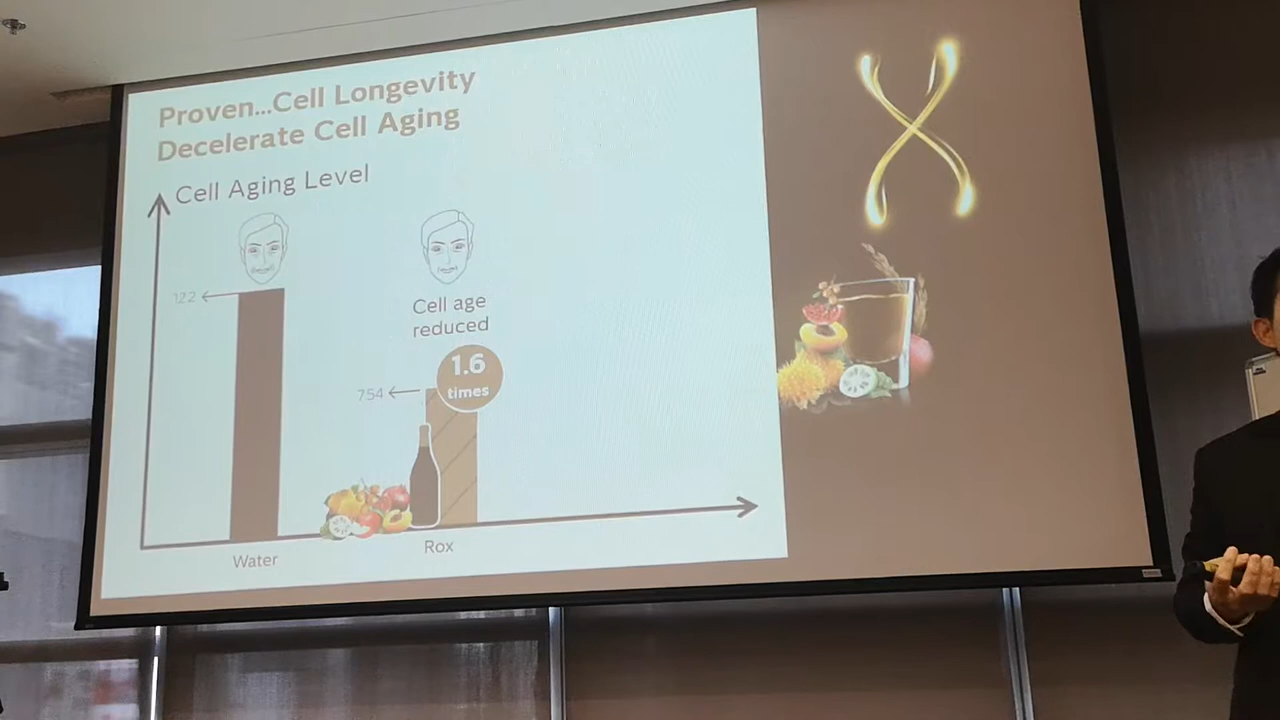 Proven...Cell Longevity
Decelerate Cell Aging
Cell Aging Level
122
Cell age
reduced
1.6
times
754
Water
Rox